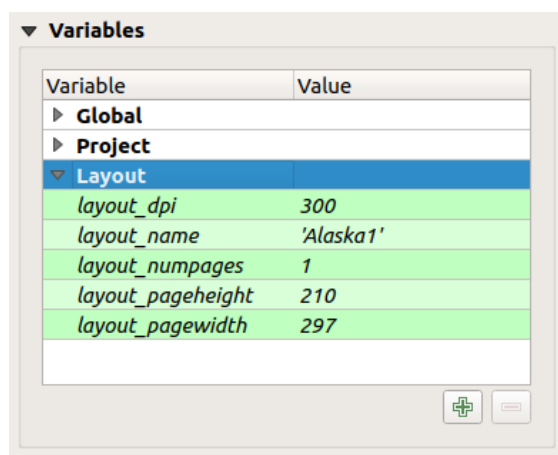 Variables
Variable Value
Global
Project
Layout
layout_dpi 300
layout_name 'Alaska1'
layout_numpages 1
layout_pageheight 210
layout_pagewidth 297